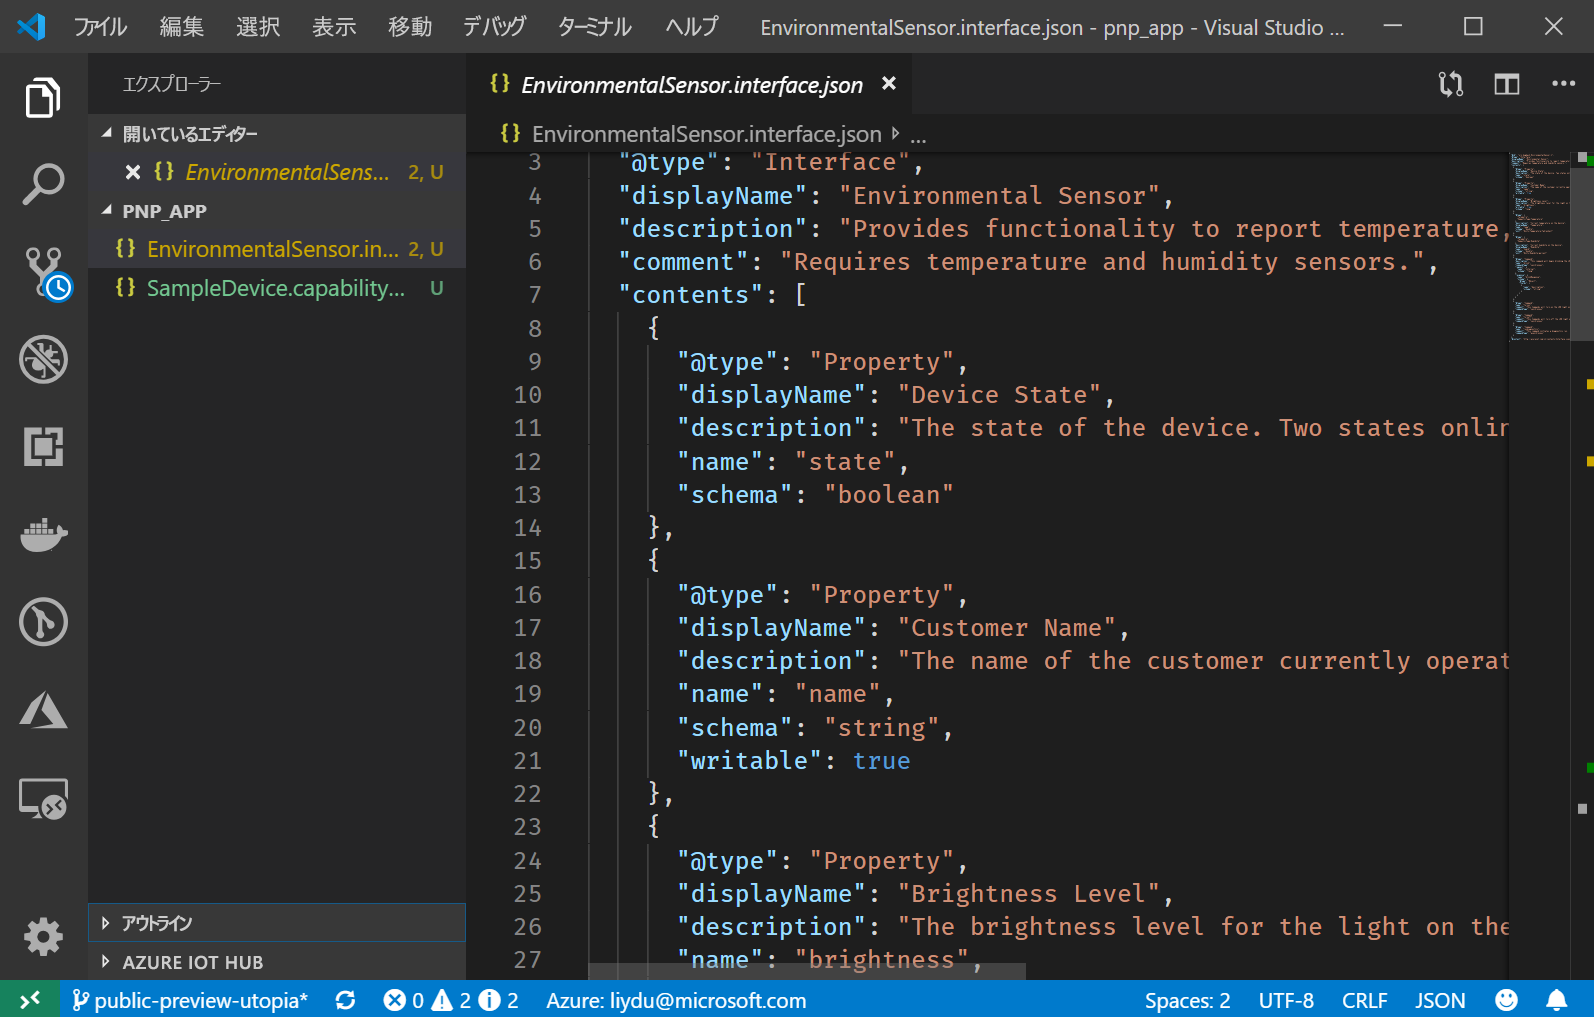 ファイル 編集 選択 表示 移動 デバッグ ターミナル ヘルプ EnvironmentalSensor.interface.json - pnp_app - Visual Studio ...
エクスプローラー
開いているエディター
{} EnvironmentalSens... 2, U
PNP_APP
{} EnvironmentalSensor.in... 2, U
{} SampleDevice.capability... U
アウトライン
AZURE IOT HUB
{} EnvironmentalSensor.interface.json
{} EnvironmentalSensor.interface.json ...
3 "@type": "Interface",
4 "displayName": "Environmental Sensor",
5 "description": "Provides functionality to report temperature,
6 "comment": "Requires temperature and humidity sensors.",
7 "contents": [
8 {
9 "@type": "Property",
10 "displayName": "Device State",
11 "description": "The state of the device. Two states onlin
12 "name": "state",
13 "schema": "boolean"
14 },
15 {
16 "@type": "Property",
17 "displayName": "Customer Name",
18 "description": "The name of the customer currently operat
19 "name": "name",
20 "schema": "string",
21 "writable": true
22 },
23 {
24 "@type": "Property",
25 "displayName": "Brightness Level",
26 "description": "The brightness level for the light on the
27 "name": "brightness",
public-preview-utopia* 0 2 2 Azure: liydu@microsoft.com Spaces: 2 UTF-8 CRLF JSON